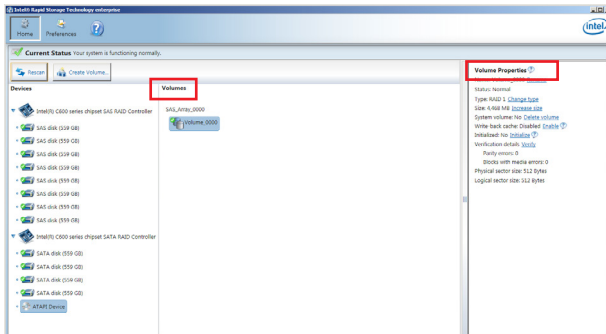 Intel® Rapid Storage Technology enterprise
Home
Preferences
intel
Current Status Your system is functioning normally.
Rescan
Create Volume...
Devices
Intel(R) C600 series chipset SAS RAID Controller
SAS disk (559 GB)
SAS disk (559 GB)
SAS disk (559 GB)
SAS disk (559 GB)
SAS disk (559 GB)
SAS disk (559 GB)
SAS disk (559 GB)
SAS disk (559 GB)
Intel(R) C600 series chipset SATA RAID Controller
SATA disk (559 GB)
SATA disk (559 GB)
SATA disk (559 GB)
SATA disk (559 GB)
ATAPI Device
Volumes
SAS_Array_0000
Volume_0000
Volume Properties
Status: Normal
Type: RAID 1 Change type
Size: 4,468 MB Increase size
System volume: No Delete volume
Write-back cache: Disabled Enable
Initialized: No Initialize
Verification details Verify
Parity errors: 0
Blocks with media errors: 0
Physical sector size: 512 Bytes
Logical sector size: 512 Bytes